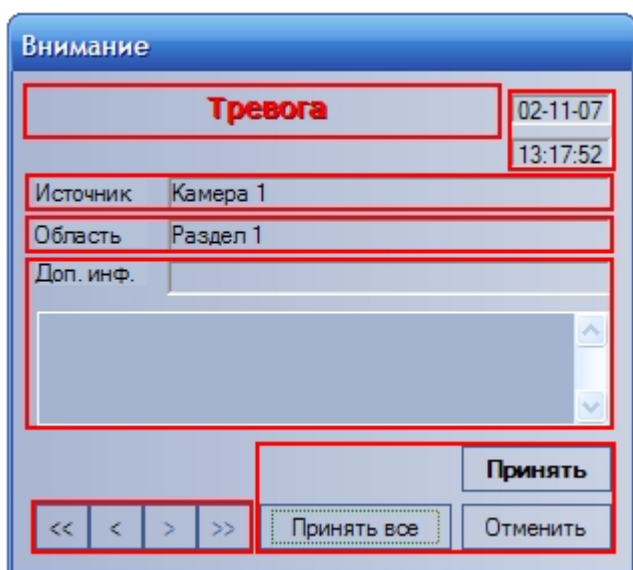 Внимание
Тревога
02-11-07
13:17:52
Источник Камера 1
Область Раздел 1
Доп. инф.
Принять
<< < > >> Принять все Отменить